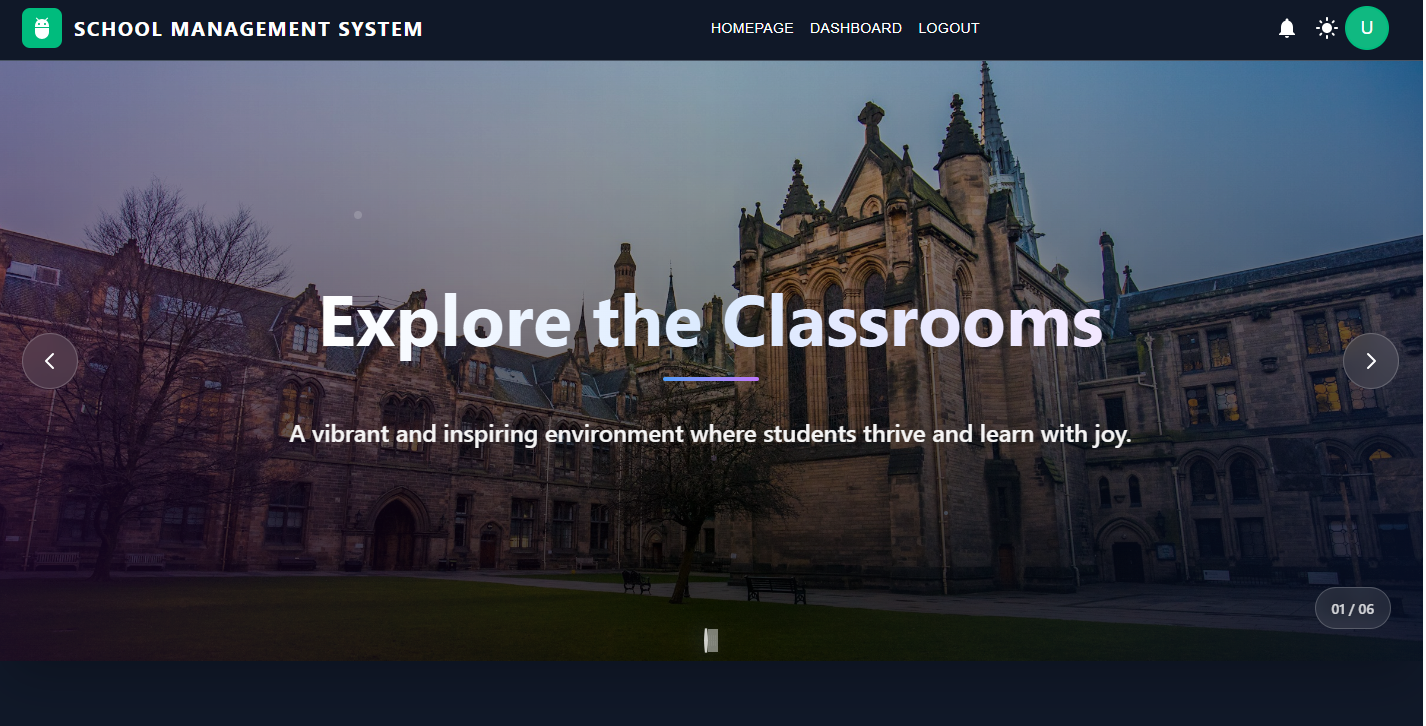 SCHOOL MANAGEMENT SYSTEM
HOMEPAGE DASHBOARD LOGOUT
U
Explore the Classrooms
A vibrant and inspiring environment where students thrive and learn with joy.
01 / 06